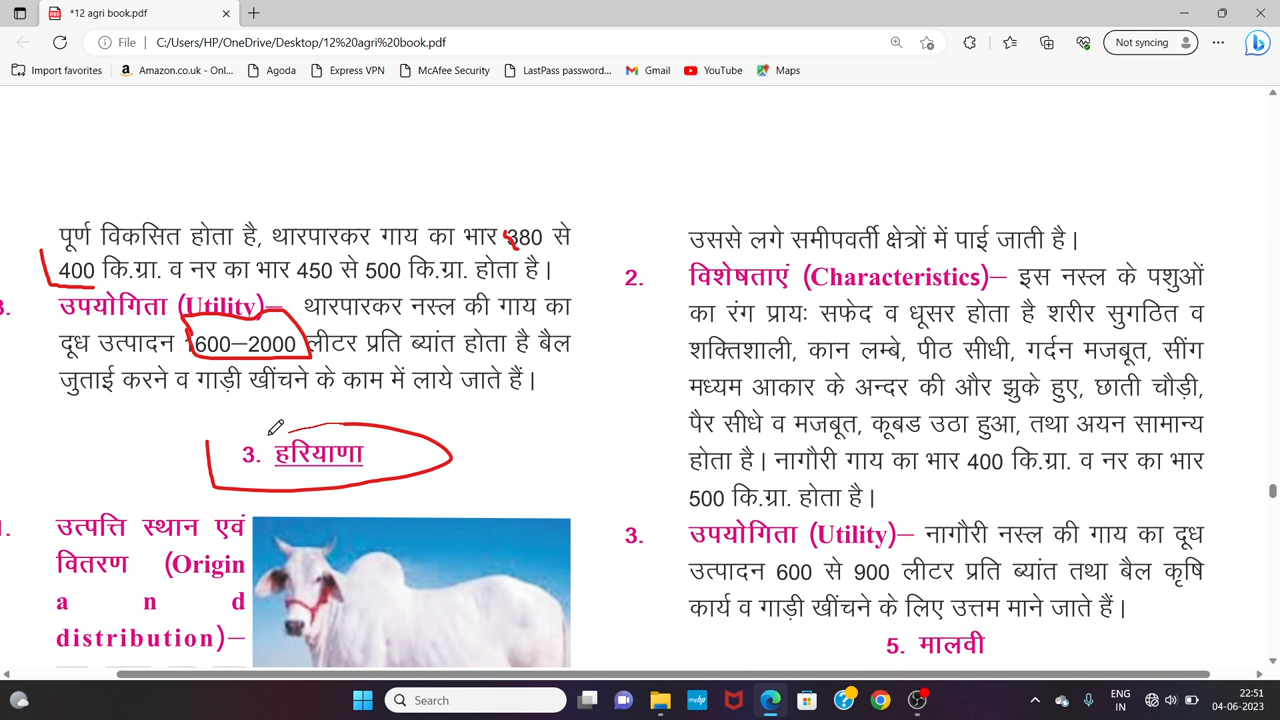 *12 agri book.pdf
File C:/Users/HP/OneDrive/Desktop/12%20agri%20book.pdf
Not syncing
Import favorites Amazon.co.uk - Onl... Agoda Express VPN McAfee Security LastPass password... Gmail YouTube Maps
पूर्ण विकसित होता है, थारपारकर गाय का भार 380 से
400 कि.ग्रा. व नर का भार 450 से 500 कि.ग्रा. होता है।
3. उपयोगिता (Utility)– थारपारकर नस्ल की गाय का
दूध उत्पादन 1600–2000 लीटर प्रति ब्यांत होता है बैल
जुताई करने व गाड़ी खींचने के काम में लाये जाते हैं।
3. हरियाणा
1. उत्पत्ति स्थान एवं
वितरण (Origin
a n d
distribution)–
उससे लगे समीपवर्ती क्षेत्रों में पाई जाती है।
2. विशेषताएं (Characteristics)– इस नस्ल के पशुओं
का रंग प्रायः सफेद व धूसर होता है शरीर सुगठित व
शक्तिशाली, कान लम्बे, पीठ सीधी, गर्दन मजबूत, सींग
मध्यम आकार के अन्दर की और झुके हुए, छाती चौड़ी,
पैर सीधे व मजबूत, कूबड उठा हुआ, तथा अयन सामान्य
होता है। नागौरी गाय का भार 400 कि.ग्रा. व नर का भार
500 कि.ग्रा. होता है।
3. उपयोगिता (Utility)– नागौरी नस्ल की गाय का दूध
उत्पादन 600 से 900 लीटर प्रति ब्यांत तथा बैल कृषि
कार्य व गाड़ी खींचने के लिए उत्तम माने जाते हैं।
5. मालवी
Search
ENG
IN
22:51
04-06-2023